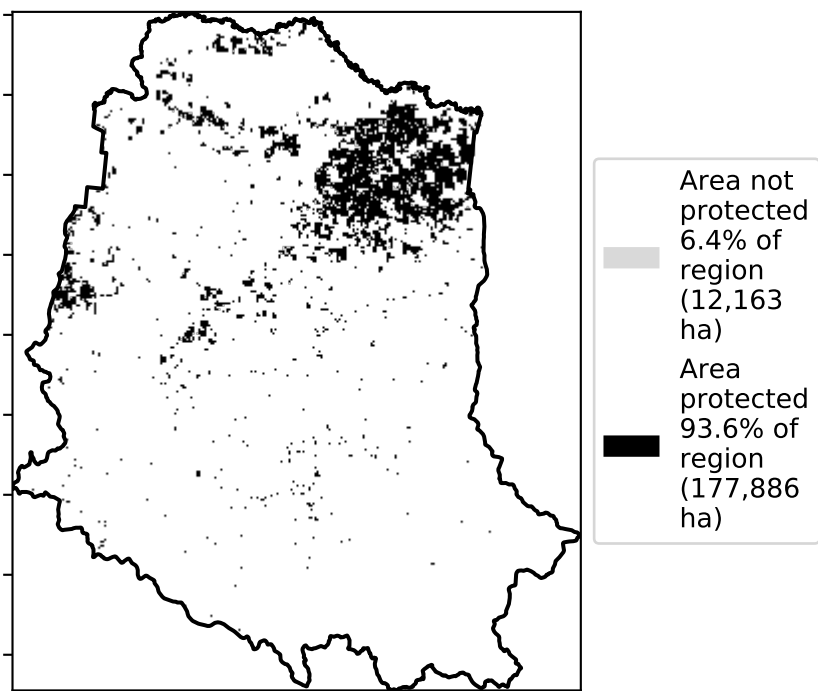 Area not
protected
6.4% of
region
(12,163
ha)
Area
protected
93.6% of
region
(177,886
ha)